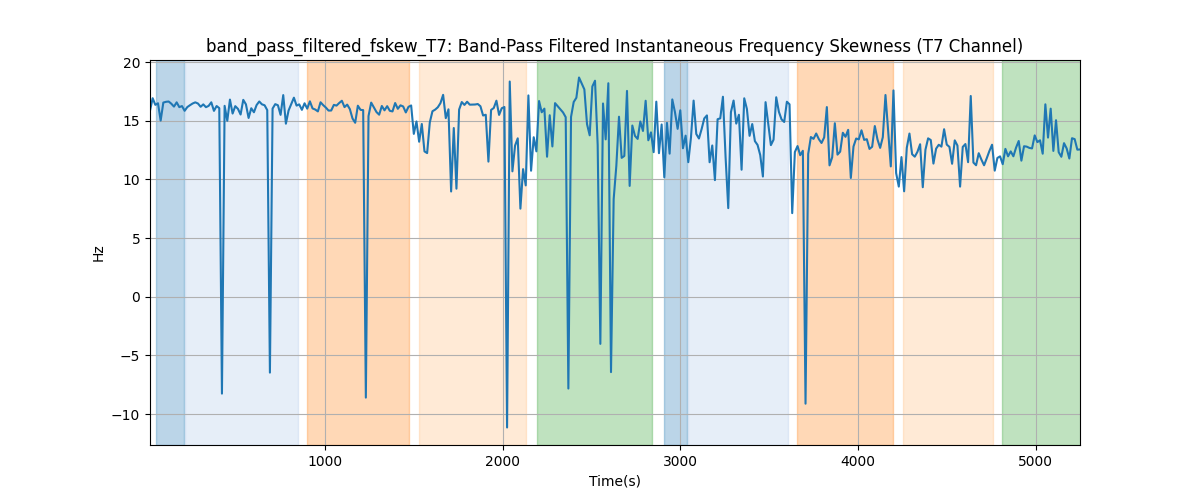 band_pass_filtered_fskew_T7: Band-Pass Filtered Instantaneous Frequency Skewness (T7 Channel)
20
15
10
5
0
−5
−10
Hz
1000 2000 3000 4000 5000
Time(s)